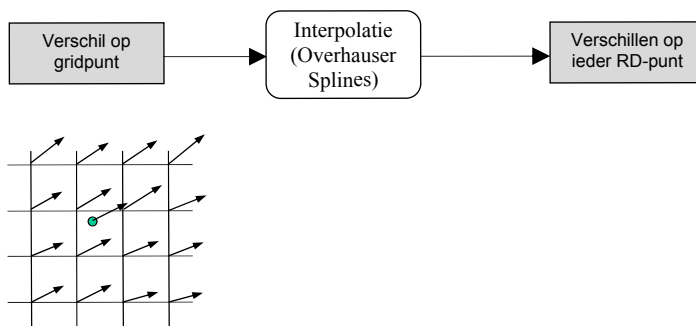 Verschil op
gridpunt
Interpolatie
(Overhauser
Splines)
Verschillen op
ieder RD-punt